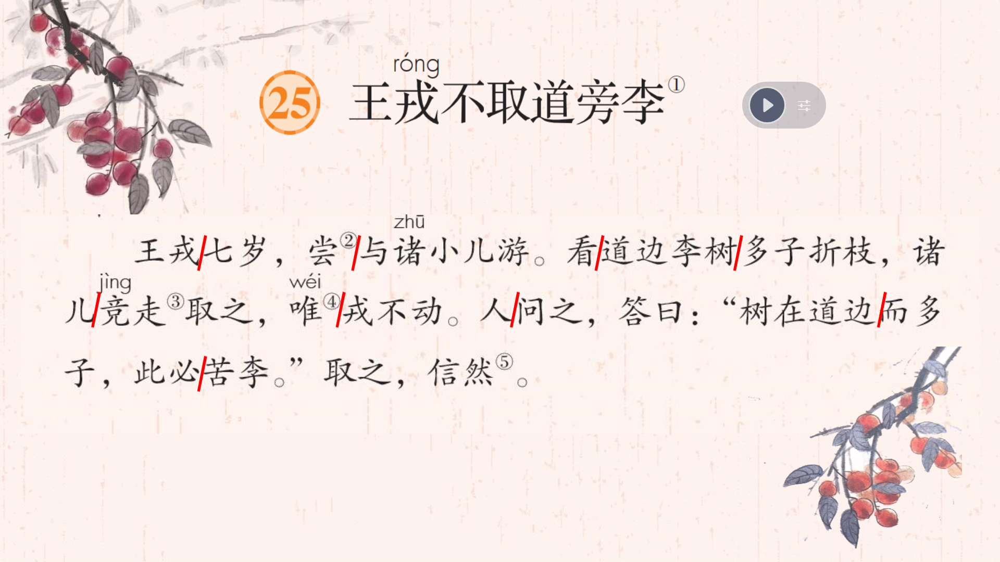 róng
25 王戎不取道旁李①
zhū
王戎/七岁，尝②/与诸小儿游。看/道边李树/多子折枝，诸
jìng wéi
儿/竞走③取之，唯④/戎不动。人/问之，答曰：“树在道边/而多
子，此必/苦李。”取之，信然⑤。